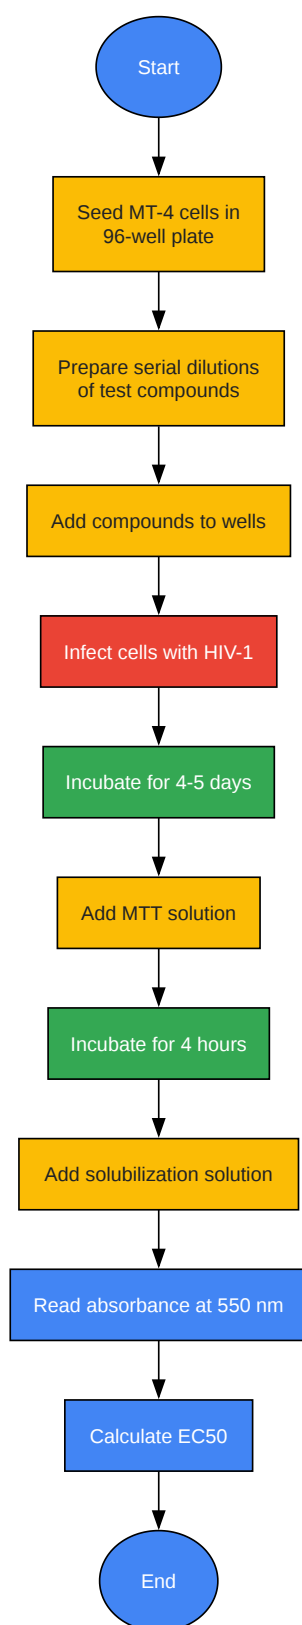 Start
Seed MT-4 cells in
96-well plate
Prepare serial dilutions
of test compounds
Add compounds to wells
Infect cells with HIV-1
Incubate for 4-5 days
Add MTT solution
Incubate for 4 hours
Add solubilization solution
Read absorbance at 550 nm
Calculate EC50
End